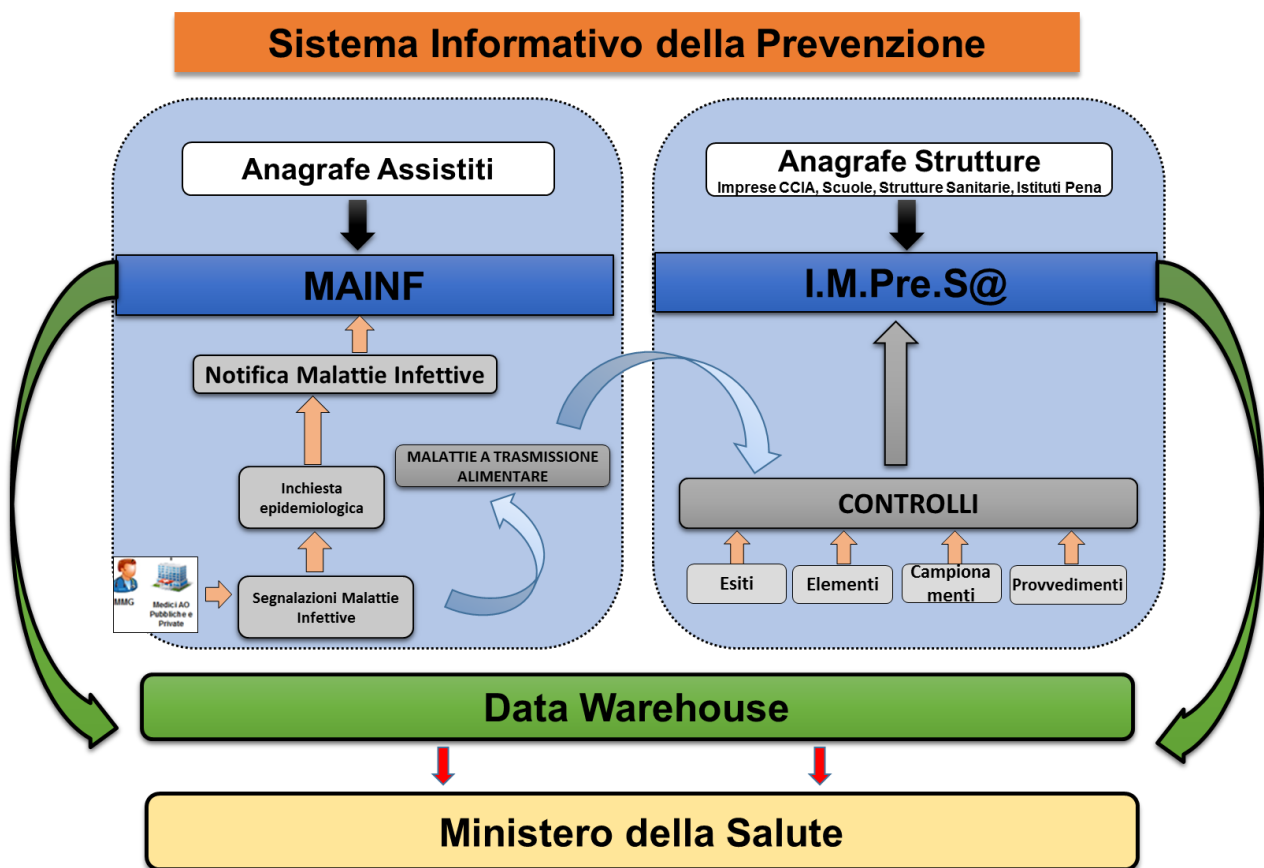 Sistema Informativo della Prevenzione
Anagrafe Assistiti
MAINF
Notifica Malattie Infettive
MALATTIE A TRASMISSIONE
ALIMENTARE
Inchiesta
epidemiologica
Segnalazioni Malattie
Infettive
MMG
Medici AO
Pubbliche e
Private
Anagrafe Strutture
Imprese CCIA, Scuole, Strutture Sanitarie, Istituti Pena
I.M.Pre.S@
CONTROLLI
Esiti
Elementi
Campiona
menti
Provvedimenti
Data Warehouse
Ministero della Salute